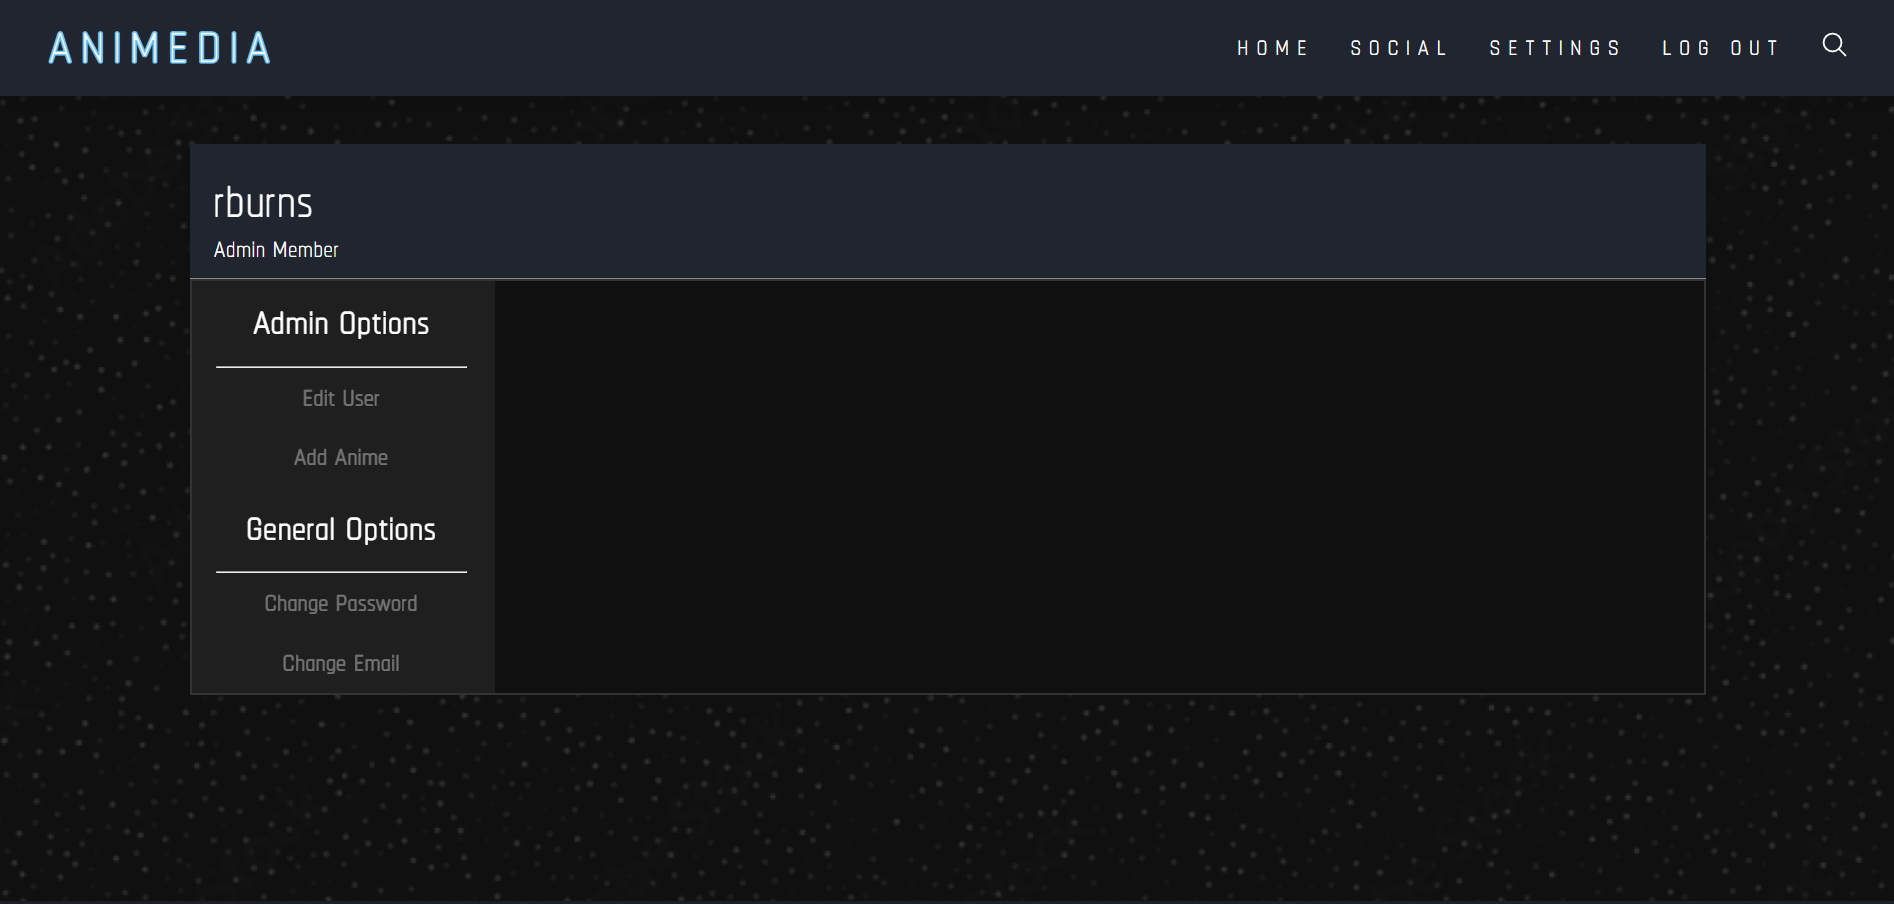 ANIMEDIA
HOME SOCIAL SETTINGS LOG OUT
rburns
Admin Member
Admin Options
Edit User
Add Anime
General Options
Change Password
Change Email